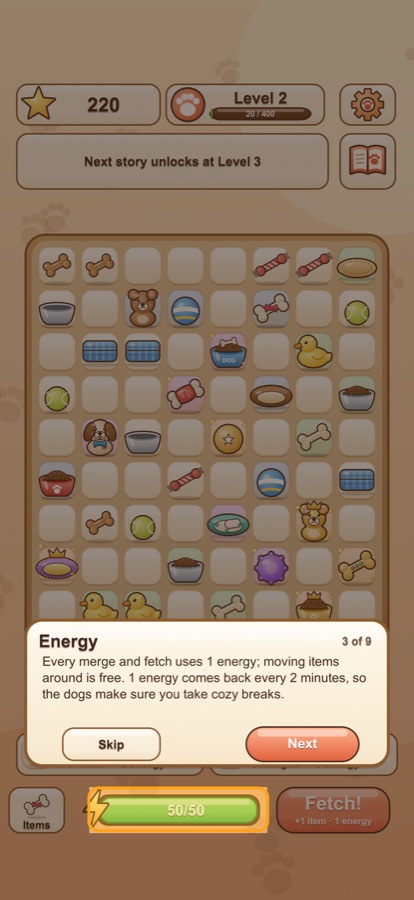 220
Level 2
20 / 400
Next story unlocks at Level 3
DOG
Energy
3 of 9
Every merge and fetch uses 1 energy; moving items
around is free. 1 energy comes back every 2 minutes, so
the dogs make sure you take cozy breaks.
Skip
Next
Items
50/50
Fetch!
+1 item · 1 energy